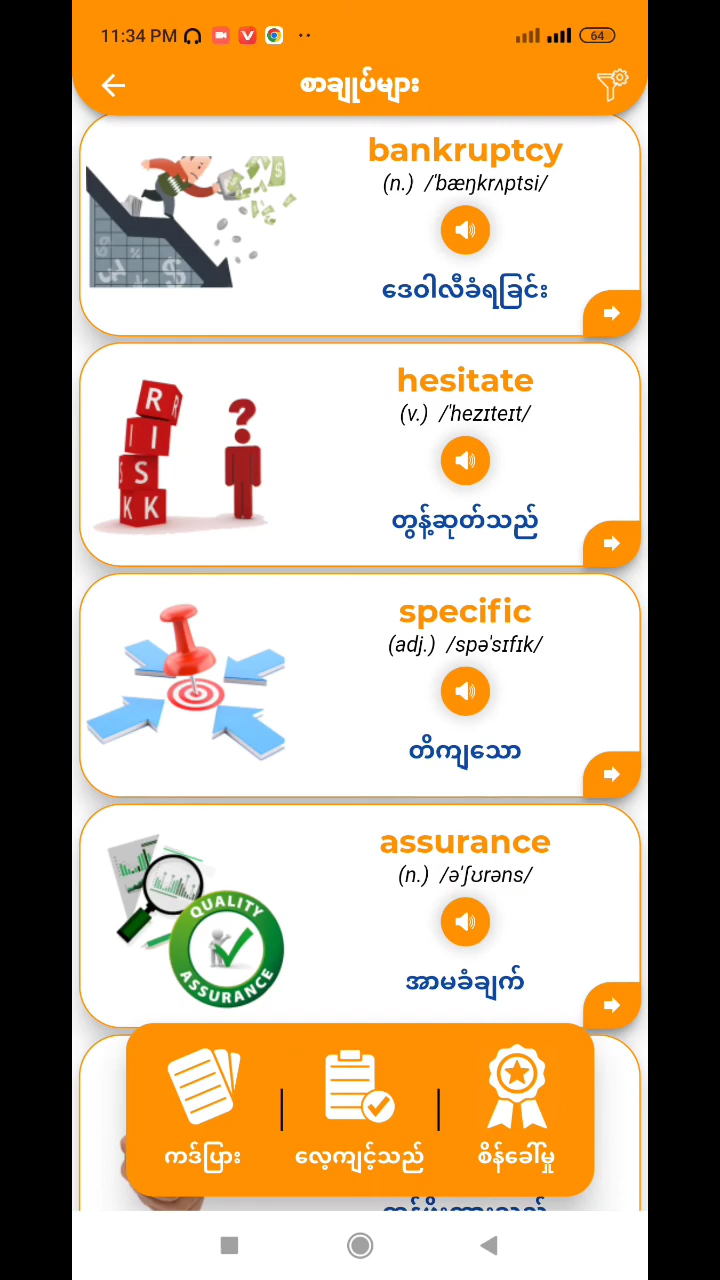 11:34 PM
64
စာချုပ်များ
bankruptcy
(n.) /ˈbæŋkrʌptsi/
ဒေဝါလီခံရခြင်း
hesitate
(v.) /ˈhezɪteɪt/
တွန့်ဆုတ်သည်
R R
I I
S S
K K
?
specific
(adj.) /spəˈsɪfɪk/
တိကျသော
assurance
(n.) /əˈʃʊrəns/
အာမခံချက်
QUALITY
ASSURANCE
ကဒ်ပြား
လေ့ကျင့်သည်
စိန်ခေါ်မှု